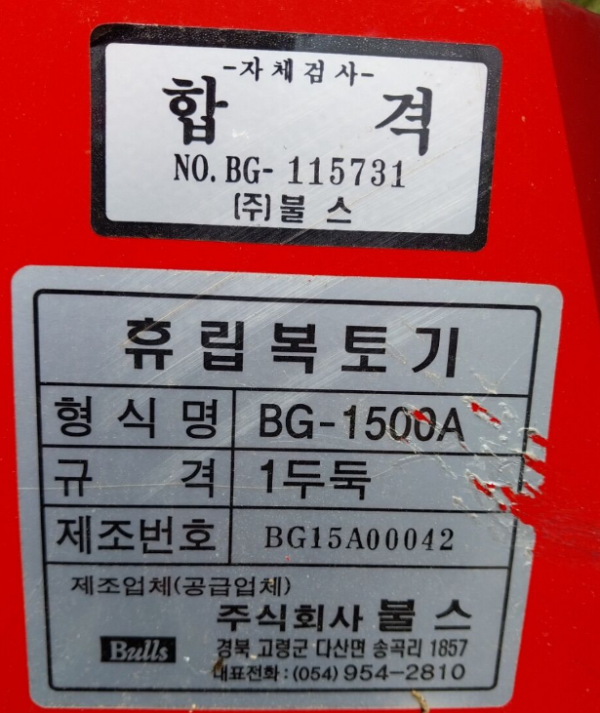 -자체검사-
합 격
NO. BG- 115731
(주)불 스
휴립복토기
형식명 BG-1500A
규 격 1두둑
제조번호 BG15A00042
제조업체(공급업체)
주식회사 불 스
Bulls 경북 고령군 다산면 송곡리 1857
대표전화 : (054) 954-2810